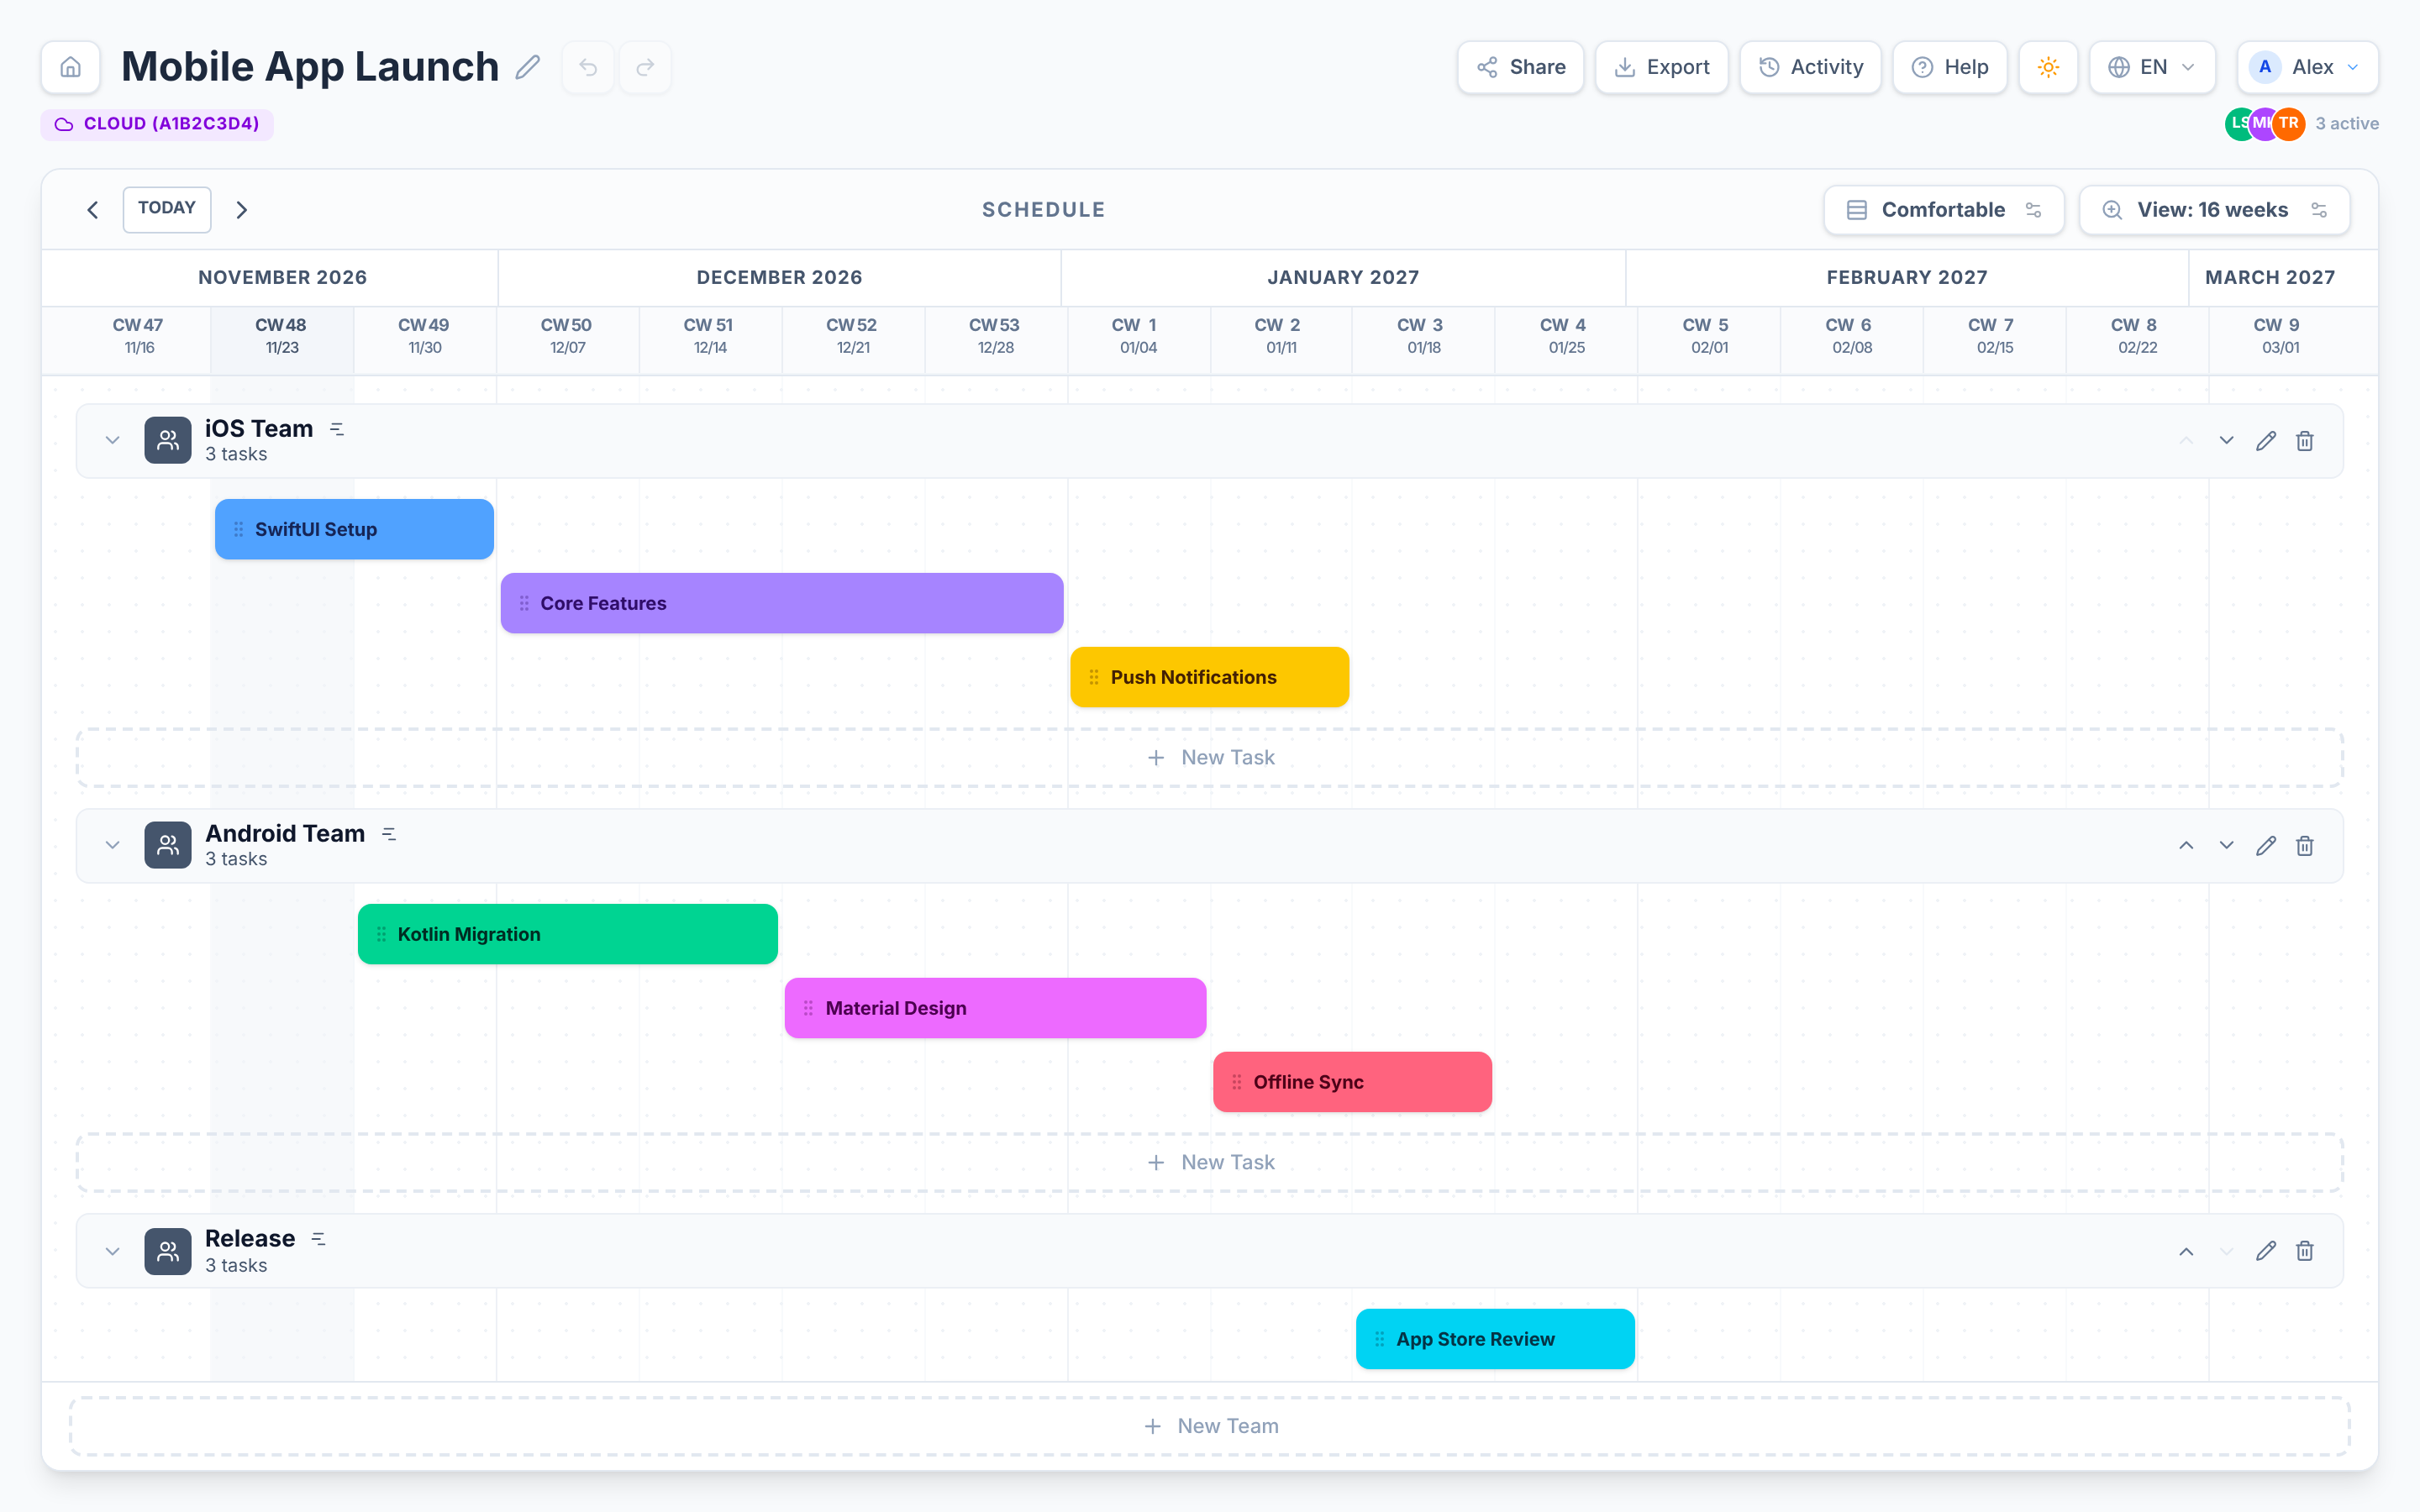 Mobile App Launch
Share
Export
Activity
Help
EN
A
Alex
CLOUD (A1B2C3D4)
LS
TR
3 active
TODAY
SCHEDULE
Comfortable
View: 16 weeks
NOVEMBER 2026
DECEMBER 2026
JANUARY 2027
FEBRUARY 2027
MARCH 2027
CW 47
CW 48
CW 49
CW 50
CW 51
CW 52
CW 53
CW 1
CW 2
CW 3
CW 4
CW 5
CW 6
CW 7
CW 8
CW 9
11/16
11/23
11/30
12/07
12/14
12/21
12/28
01/04
01/11
01/18
01/25
02/01
02/08
02/15
02/22
03/01
iOS Team
3 tasks
SwiftUI Setup
Core Features
Push Notifications
New Task
Android Team
3 tasks
Kotlin Migration
Material Design
Offline Sync
New Task
Release
3 tasks
App Store Review
New Team